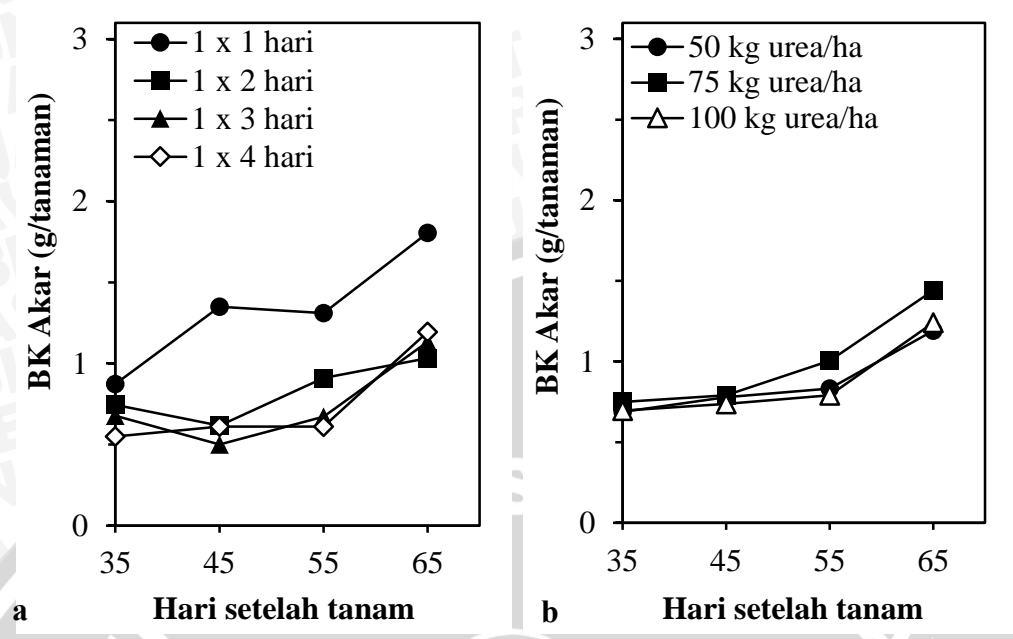 BK Akar (g/tanaman)
3
2
1
0
1 x 1 hari
1 x 2 hari
1 x 3 hari
1 x 4 hari
35 45 55 65
a Hari setelah tanam
BK Akar (g/tanaman)
3
2
1
0
50 kg urea/ha
75 kg urea/ha
100 kg urea/ha
35 45 55 65
b Hari setelah tanam